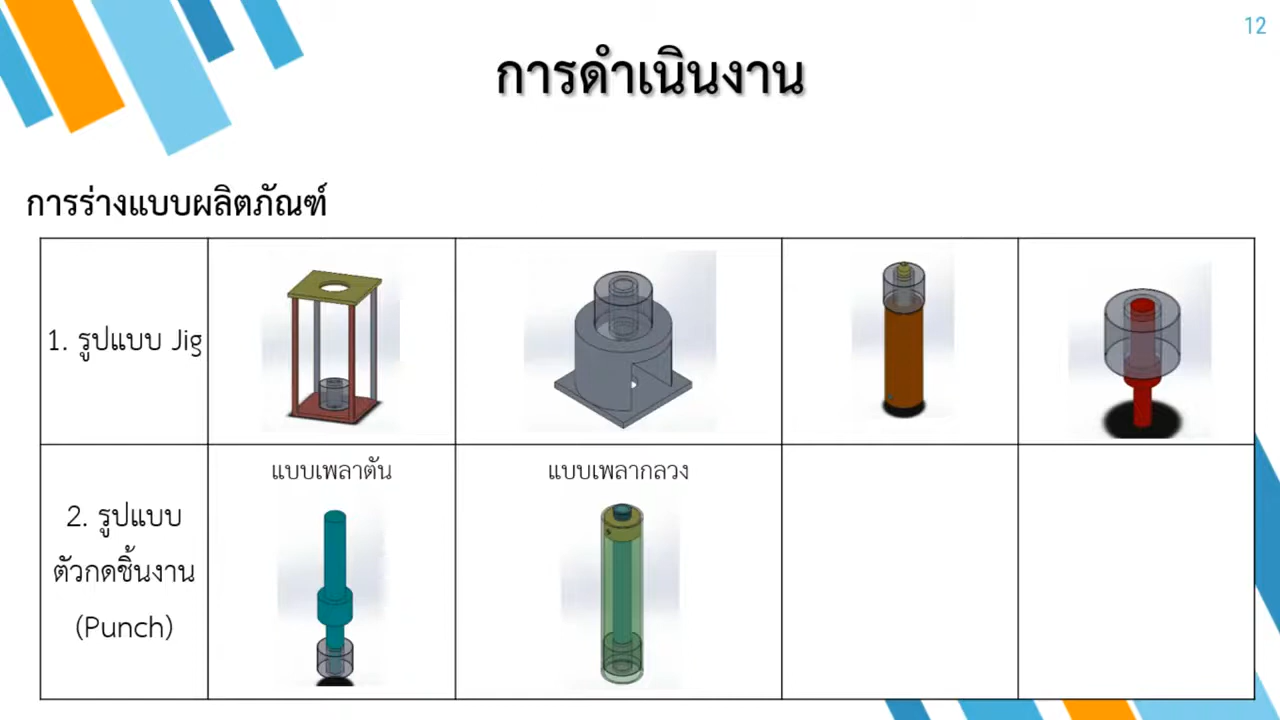 12
การดำเนินงาน
การร่างแบบผลิตภัณฑ์
1. รูปแบบ Jig
แบบเพลาตัน
แบบเพลากลวง
2. รูปแบบ
ตัวกดชิ้นงาน
(Punch)